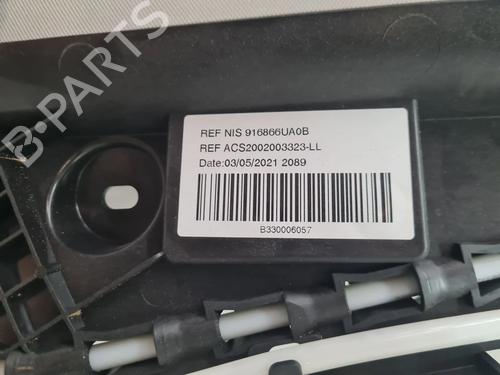 REF NIS 916866UA0B
REF ACS2002003323-LL
Date:03/05/2021 2089
B330006057
B-PARTS